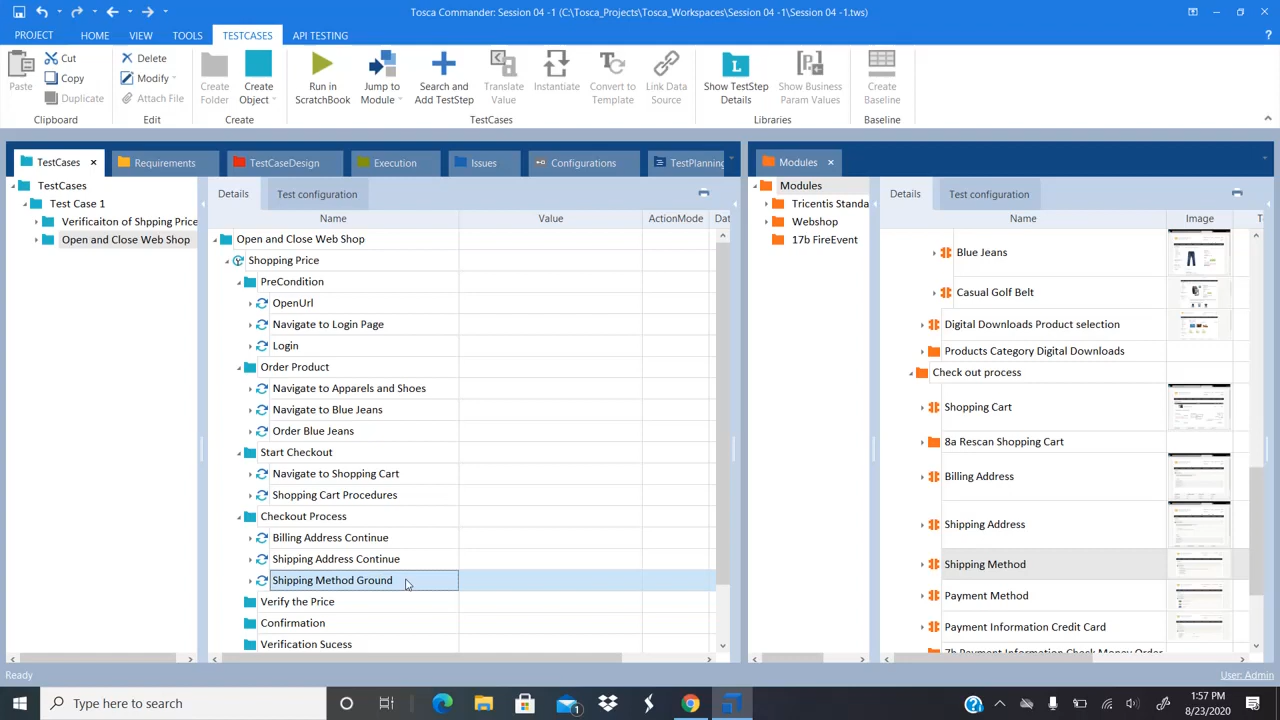 Tosca Commander: Session 04 -1 (C:\Tosca_Projects\Tosca_Workspaces\Session 04 -1\Session 04 -1.tws)
PROJECT HOME VIEW TOOLS TESTCASES API TESTING
Paste
Cut
Copy
Duplicate
Clipboard
Delete
Modify
Attach File
Edit
Create Folder
Create Object
Create
Run in ScratchBook
Jump to Module
Search and Add TestStep
Translate Value
Instantiate
Convert to Template
Link Data Source
TestCases
Show TestStep Details
Show Business Param Values
Libraries
Create Baseline
Baseline
TestCases Requirements TestCaseDesign Execution Issues Configurations TestPlanning
Modules
TestCases
Test Case 1
Verificaiton of Shpping Price
Open and Close Web Shop
Details Test configuration
Name Value ActionMode Dat
Open and Close Web Shop
Shopping Price
PreCondition
OpenUrl
Navigate to Login Page
Login
Order Product
Navigate to Apparels and Shoes
Navigate to Blue Jeans
Order Blue Jeans
Start Checkout
Navigate to Shopping Cart
Shopping Cart Procedures
Checkout Process
Billing Address Continue
Shipping Address Continue
Shipping Method Ground
Verify the Price
Confirmation
Verification Sucess
Modules
Tricentis Standa
Webshop
17b FireEvent
Details Test configuration
Name Image
Blue Jeans
Casual Golf Belt
Digital Downloads Product selection
Products Category Digital Downloads
Check out process
Shopping Cart
8a Rescan Shopping Cart
Billing Address
Shipping Address
Shipping Method
Payment Method
Payment Information Credit Card
7b Payment Information Check Money Order
Ready
User: Admin
Type here to search
1
1:57 PM
8/23/2020